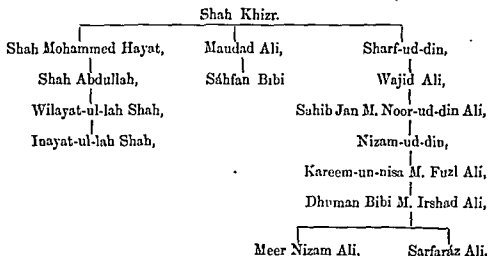 Shah Khizr.
Shah Mohammed Hayat, Maudad Ali, Sharf-ud-din,
Shah Abdullah, Sáhfan Bibi Wajid Ali,
Wilayat-ul-lah Shah, Sahib Jan M. Noor-ud-din Ali,
Inayat-ul-lah Shah, Nizam-ud-din,
Kareem-un-nisa M. Fuzl Ali,
Dhuman Bibi M. Irshad Ali,
Meer Nizam Ali, Sarfaráz Ali.